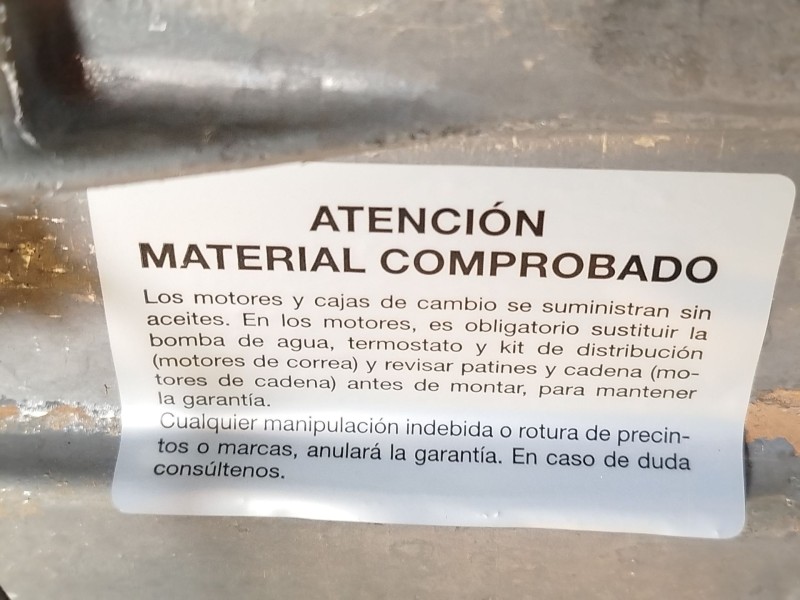 ATENCIÓN
MATERIAL COMPROBADO
Los motores y cajas de cambio se suministran sin
aceites. En los motores, es obligatorio sustituir la
bomba de agua, termostato y kit de distribución
(motores de correa) y revisar patines y cadena (mo-
tores de cadena) antes de montar, para mantener
la garantía.
Cualquier manipulación indebida o rotura de precin-
tos o marcas, anulará la garantía. En caso de duda
consúltenos.